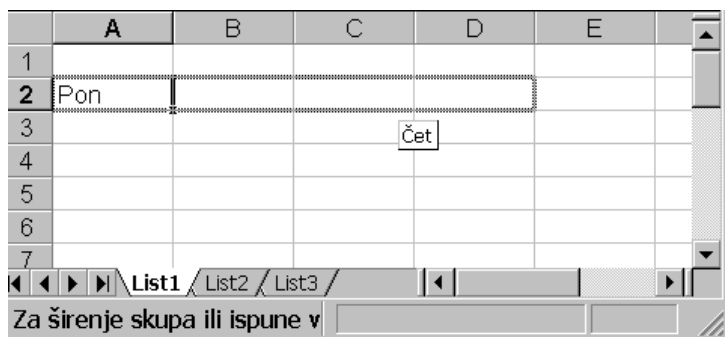 A B C D E
1
2 Pon
3 Čet
4
5
6
7
List1 List2 List3
Za širenje skupa ili ispune v